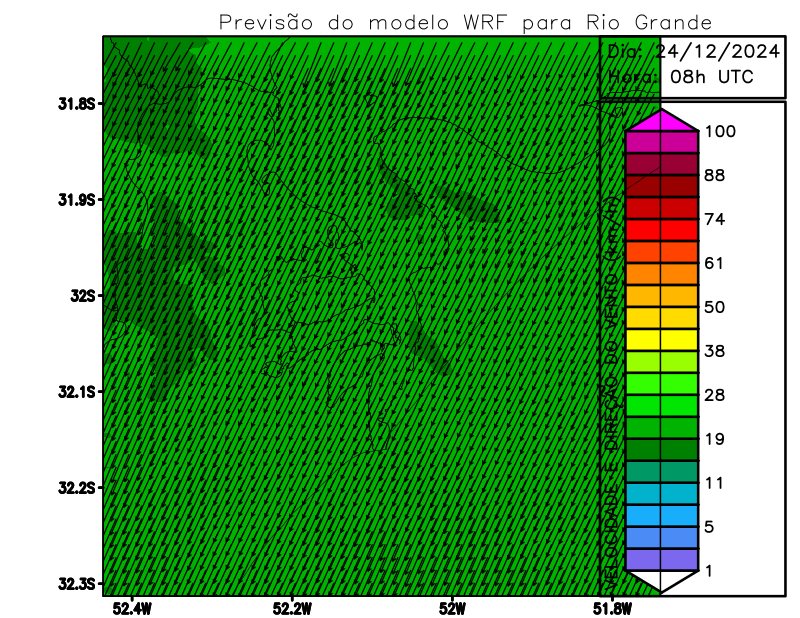 Previsão do modelo WRF para Rio Grande
Dia: 24/12/2024
Hora: 08h UTC
31.8S
31.9S
32S
32.1S
32.2S
32.3S
52.4W
52.2W
52W
51.8W
VELOCIDADE E DIREÇÃO DO VENTO (km/h)
100
88
74
61
50
38
28
19
11
5
1